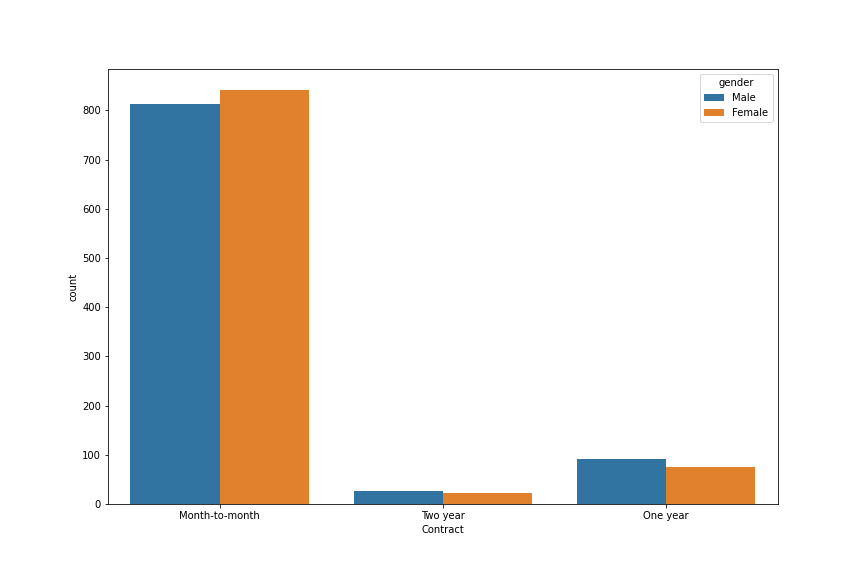 gender
Male
Female
800
700
600
500
400
300
200
100
0
count
Month-to-month
Two year
One year
Contract